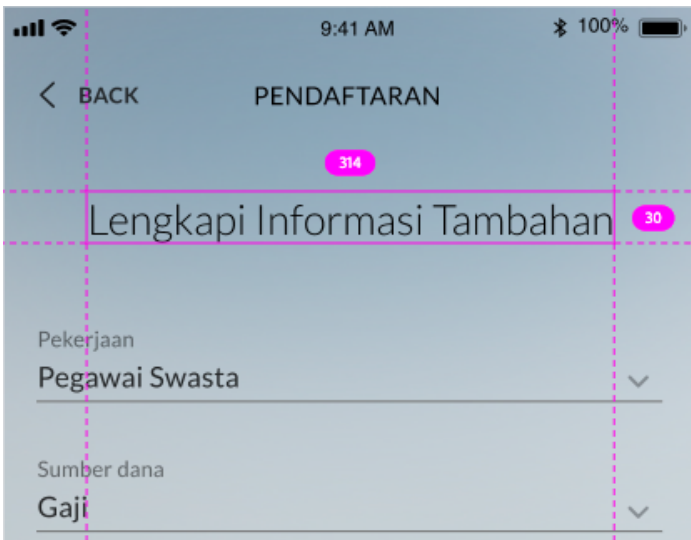 9:41 AM
100%
BACK
PENDAFTARAN
314
Lengkapi Informasi Tambahan
30
Pekerjaan
Pegawai Swasta
Sumber dana
Gaji